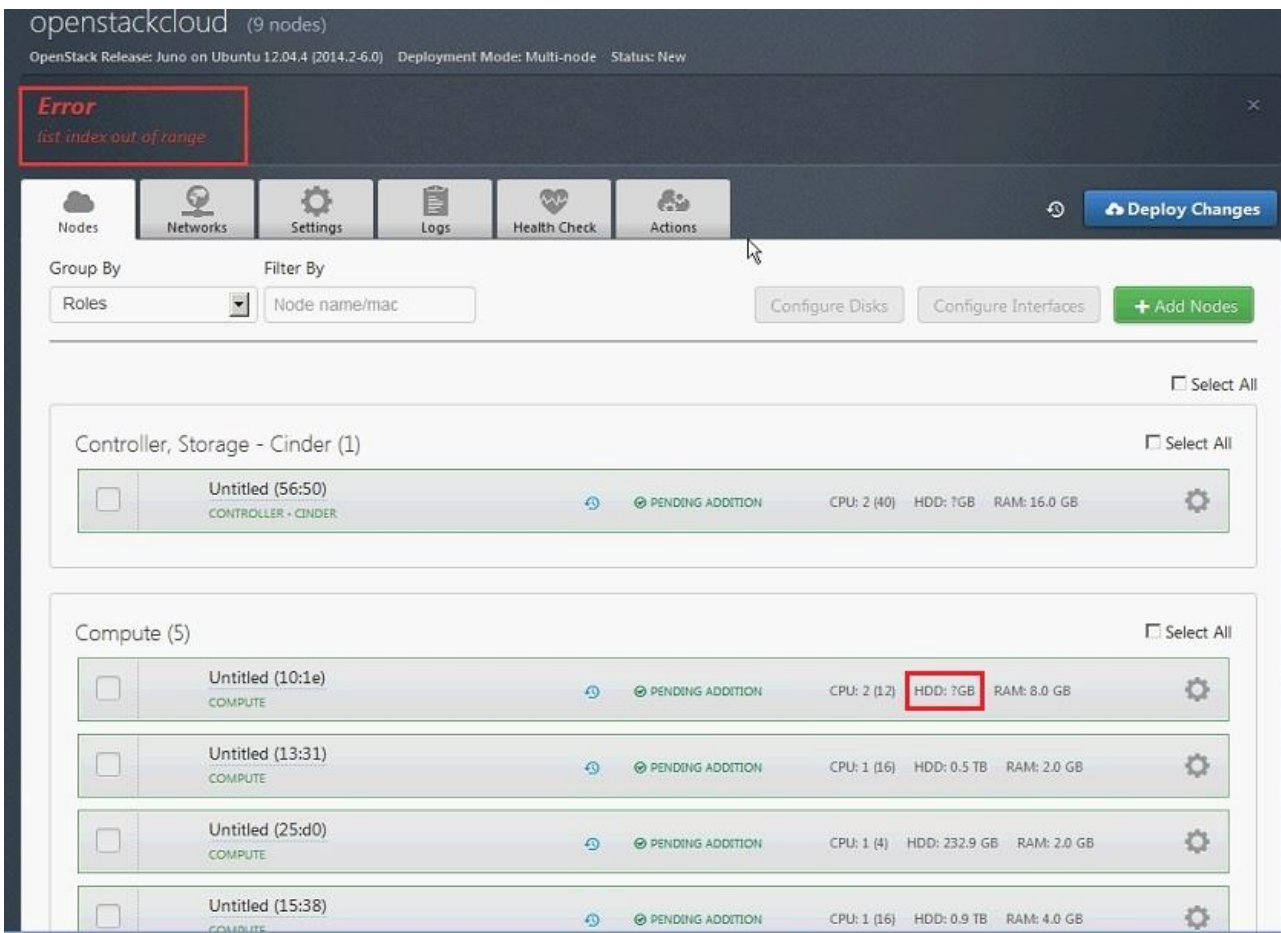 openstackcloud (9 nodes)
OpenStack Release: Juno on Ubuntu 12.04.4 (2014.2-6.0) Deployment Mode: Multi-node Status: New
Error
list index out of range
×
Nodes Networks Settings Logs Health Check Actions Deploy Changes
Group By Filter By
Roles Node name/mac Configure Disks Configure Interfaces + Add Nodes
Select All
Controller, Storage - Cinder (1) Select All
Untitled (56:50)
CONTROLLER - CINDER PENDING ADDITION CPU: 2 (40) HDD: ?GB RAM: 16.0 GB
Compute (5) Select All
Untitled (10:1e)
COMPUTE PENDING ADDITION CPU: 2 (12) HDD: ?GB RAM: 8.0 GB
Untitled (13:31)
COMPUTE PENDING ADDITION CPU: 1 (16) HDD: 0.5 TB RAM: 2.0 GB
Untitled (25:d0)
COMPUTE PENDING ADDITION CPU: 1 (4) HDD: 232.9 GB RAM: 2.0 GB
Untitled (15:38)
COMPUTE PENDING ADDITION CPU: 1 (16) HDD: 0.9 TB RAM: 4.0 GB